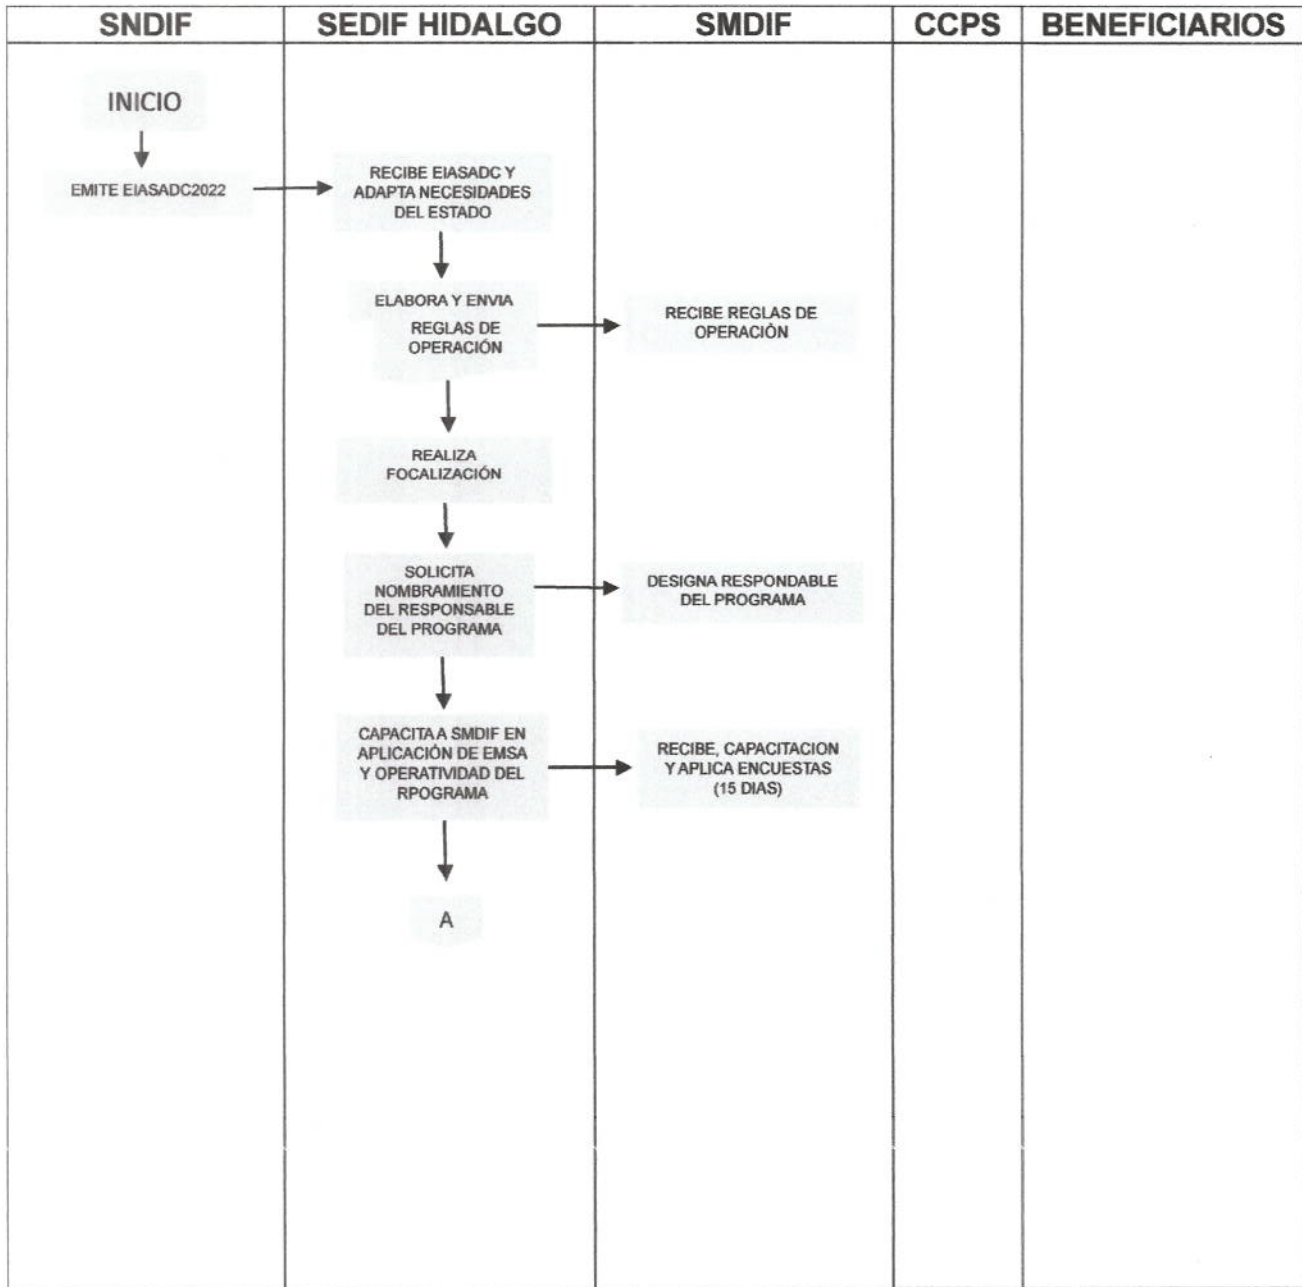 SNDIF
SEDIF HIDALGO
SMDIF
CCPS
BENEFICIARIOS
INICIO
EMITE EIASADC2022
RECIBE EIASADC Y
ADAPTA NECESIDADES
DEL ESTADO
ELABORA Y ENVIA
REGLAS DE
OPERACIÓN
RECIBE REGLAS DE
OPERACIÓN
REALIZA
FOCALIZACIÓN
SOLICITA
NOMBRAMIENTO
DEL RESPONSABLE
DEL PROGRAMA
DESIGNA RESPONDABLE
DEL PROGRAMA
CAPACITA A SMDIF EN
APLICACIÓN DE EMSA
Y OPERATIVIDAD DEL
RPOGRAMA
RECIBE, CAPACITACION
Y APLICA ENCUESTAS
(15 DIAS)
A